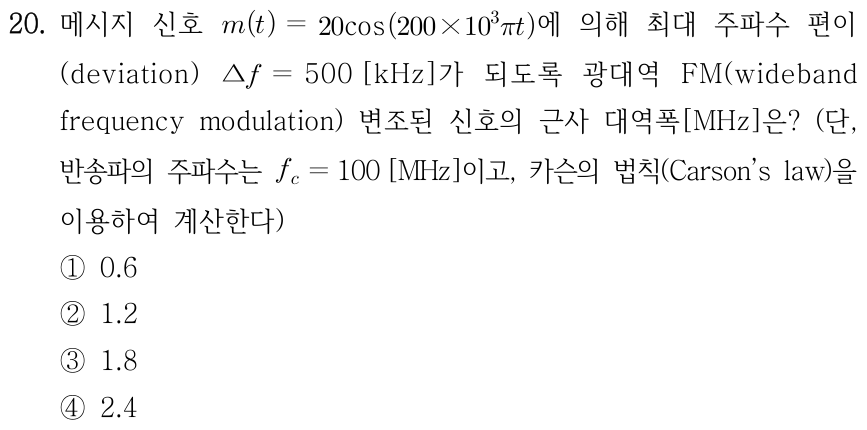 20. 메시지 신호 m(t) = 20cos(200×10³πt)에 의해 최대 주파수 편이
(deviation) △f = 500 [kHz]가 되도록 광대역 FM(wideband
frequency modulation) 변조된 신호의 근사 대역폭[MHz]은? (단,
반송파의 주파수는 f_c = 100 [MHz]이고, 카슨의 법칙(Carson's law)을
이용하여 계산한다)
① 0.6
② 1.2
③ 1.8
④ 2.4